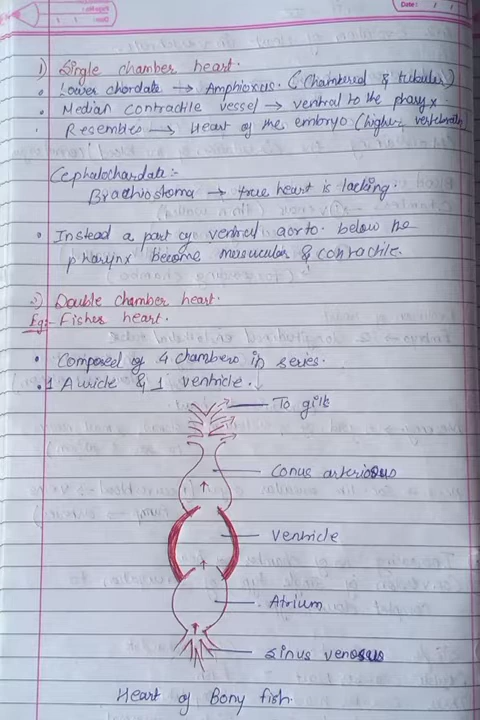 Date:
1) Single chamber heart.
• Lower chordate → Amphioxus. (Chambered & tubular)
• Median contractile vessel → ventral to the pharyx
• Resembles → Heart of the embryo (higher vertebrates)
Cephalochordate:-
Brachiostoma → true heart is lacking.
• Instead a part of ventral aorta. below the
pharynx become musucular & contractile.
2) Double chamber heart.
Eg:- Fishes heart.
• Composed of 4 chambers in series.
• 1 Auricle & 1 ventricle.
To gills
Conus arteriosus
Ventricle
Atrium
Sinus venosus
Heart of Bony fish.